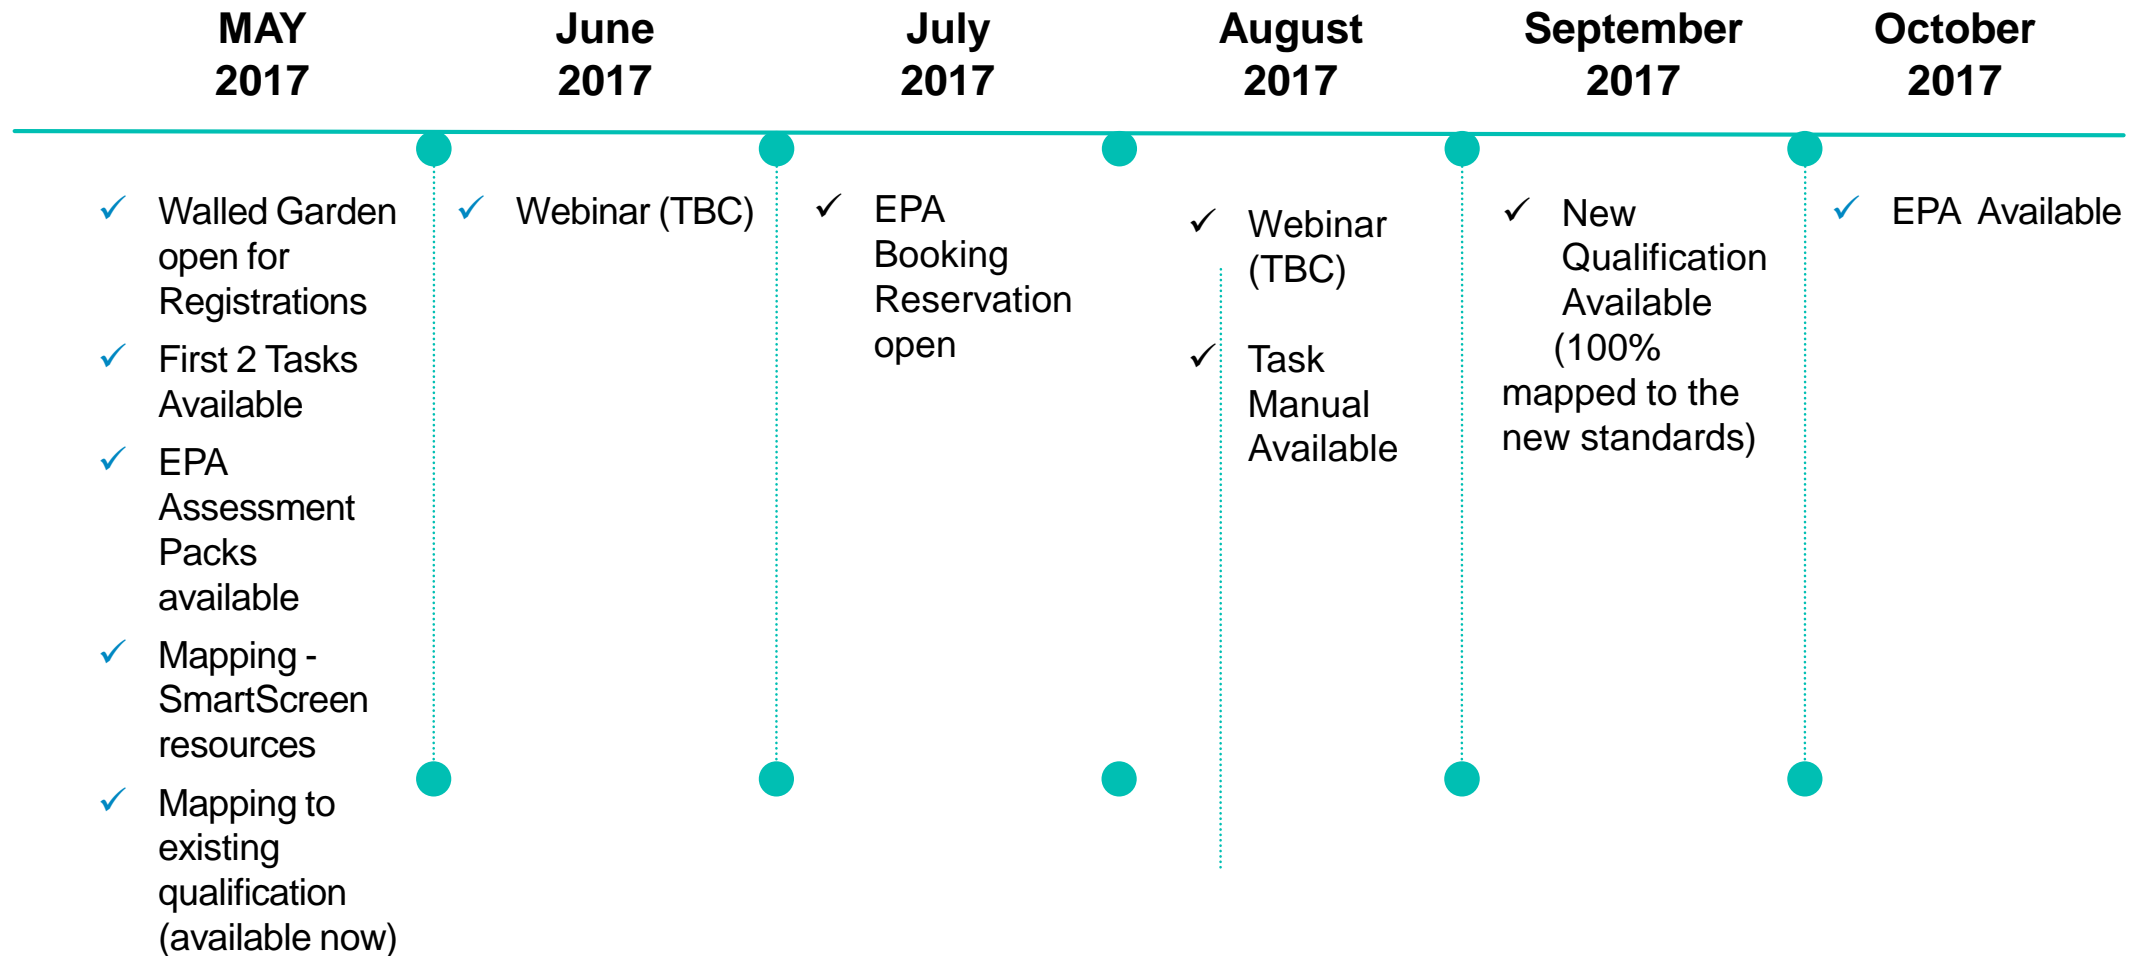 MAY
2017
June
2017
July
2017
August
2017
September
2017
October
2017
Walled Garden
open for
Registrations
First 2 Tasks
Available
EPA
Assessment
Packs
available
Mapping -
SmartScreen
resources
Mapping to
existing
qualification
(available now)
Webinar (TBC)
EPA
Booking
Reservation
open
Webinar
(TBC)
Task
Manual
Available
New
Qualification
Available
(100%
mapped to the
new standards)
EPA Available